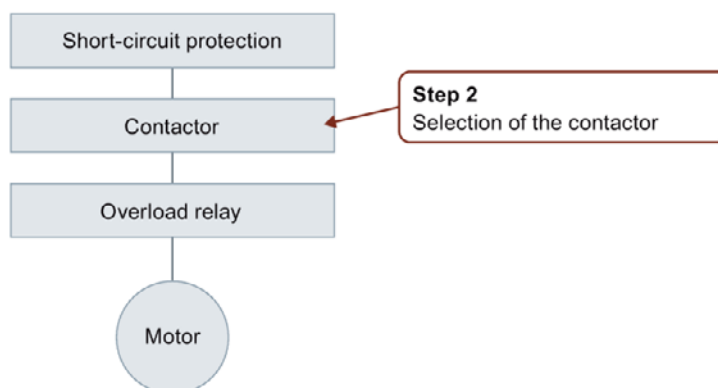 Short-circuit protection
Step 2
Selection of the contactor
Contactor
Overload relay
Motor